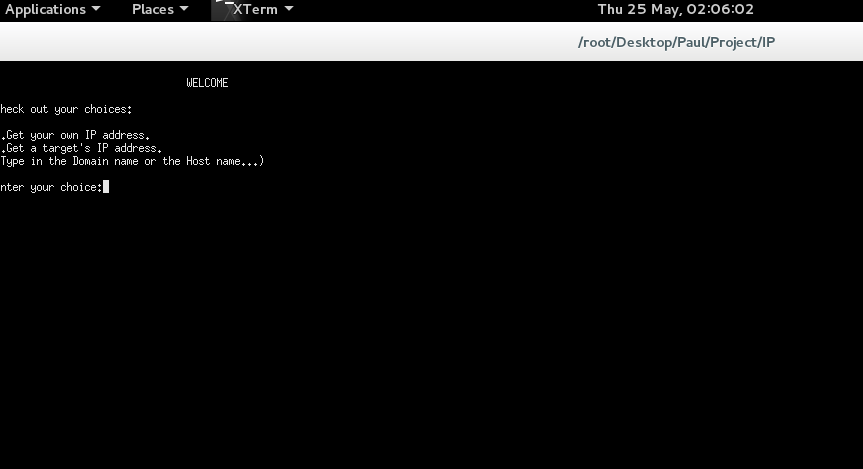 Applications Places XTerm Thu 25 May, 02:06:02
/root/Desktop/Paul/Project/IP
WELCOME
heck out your choices:
.Get your own IP address.
.Get a target's IP address.
Type in the Domain name or the Host name...)
nter your choice: